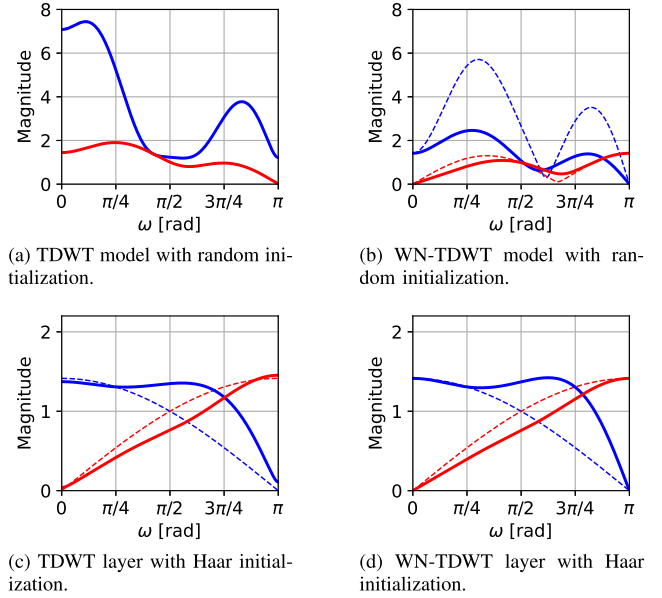 8
6
4
2
0
Magnitude
0
π/4
π/2
3π/4
π
ω [rad]
(a) TDWT model with random ini-
tialization.
8
6
4
2
0
Magnitude
0
π/4
π/2
3π/4
π
ω [rad]
(b) WN-TDWT model with ran-
dom initialization.
2
1
0
Magnitude
0
π/4
π/2
3π/4
π
ω [rad]
(c) TDWT layer with Haar initial-
ization.
2
1
0
Magnitude
0
π/4
π/2
3π/4
π
ω [rad]
(d) WN-TDWT layer with Haar
initialization.